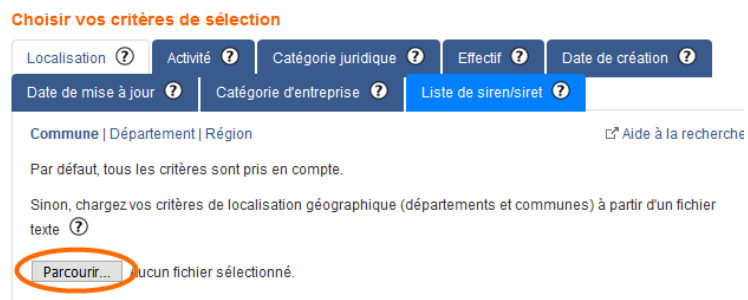 Choisir vos critères de sélection
Localisation ? Activité ? Catégorie juridique ? Effectif ? Date de création ?
Date de mise à jour ? Catégorie d'entreprise ? Liste de siren/siret ?
Commune | Département | Région Aide à la recherche
Par défaut, tous les critères sont pris en compte.
Sinon, chargez vos critères de localisation géographique (départements et communes) à partir d'un fichier
texte ?
Parcourir... Aucun fichier sélectionné.